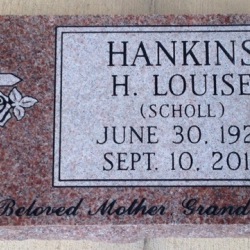 HANKINS
H. LOUISE
(SCHOLL)
JUNE 30, 192
SEPT. 10, 201
Beloved Mother, Grand